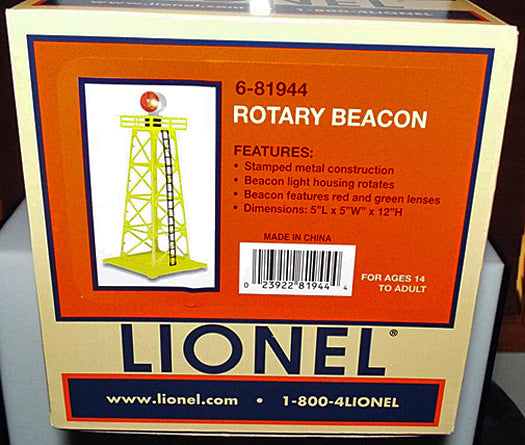 6-81944
ROTARY BEACON
FEATURES:
• Stamped metal construction
• Beacon light housing rotates
• Beacon features red and green lenses
• Dimensions: 5"L x 5"W" x 12"H
MADE IN CHINA
0 23922 81944 4
FOR AGES 14
TO ADULT
LIONEL®
www.lionel.com • 1-800-4LIONEL